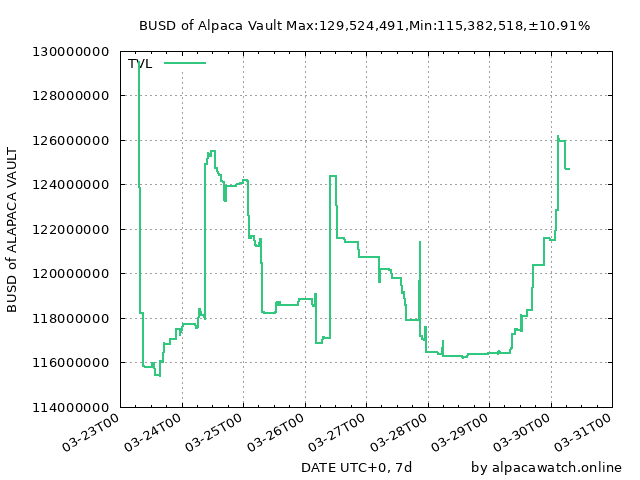 BUSD of Alpaca Vault Max:129,524,491,Min:115,382,518,±10.91%
130000000
TVL
128000000
126000000
124000000
122000000
120000000
118000000
116000000
114000000
BUSD of ALAPACA VAULT
03-23T00
03-24T00
03-25T00
03-26T00
03-27T00
03-28T00
03-29T00
03-30T00
03-31T00
DATE UTC+0, 7d
by alpacawatch.online